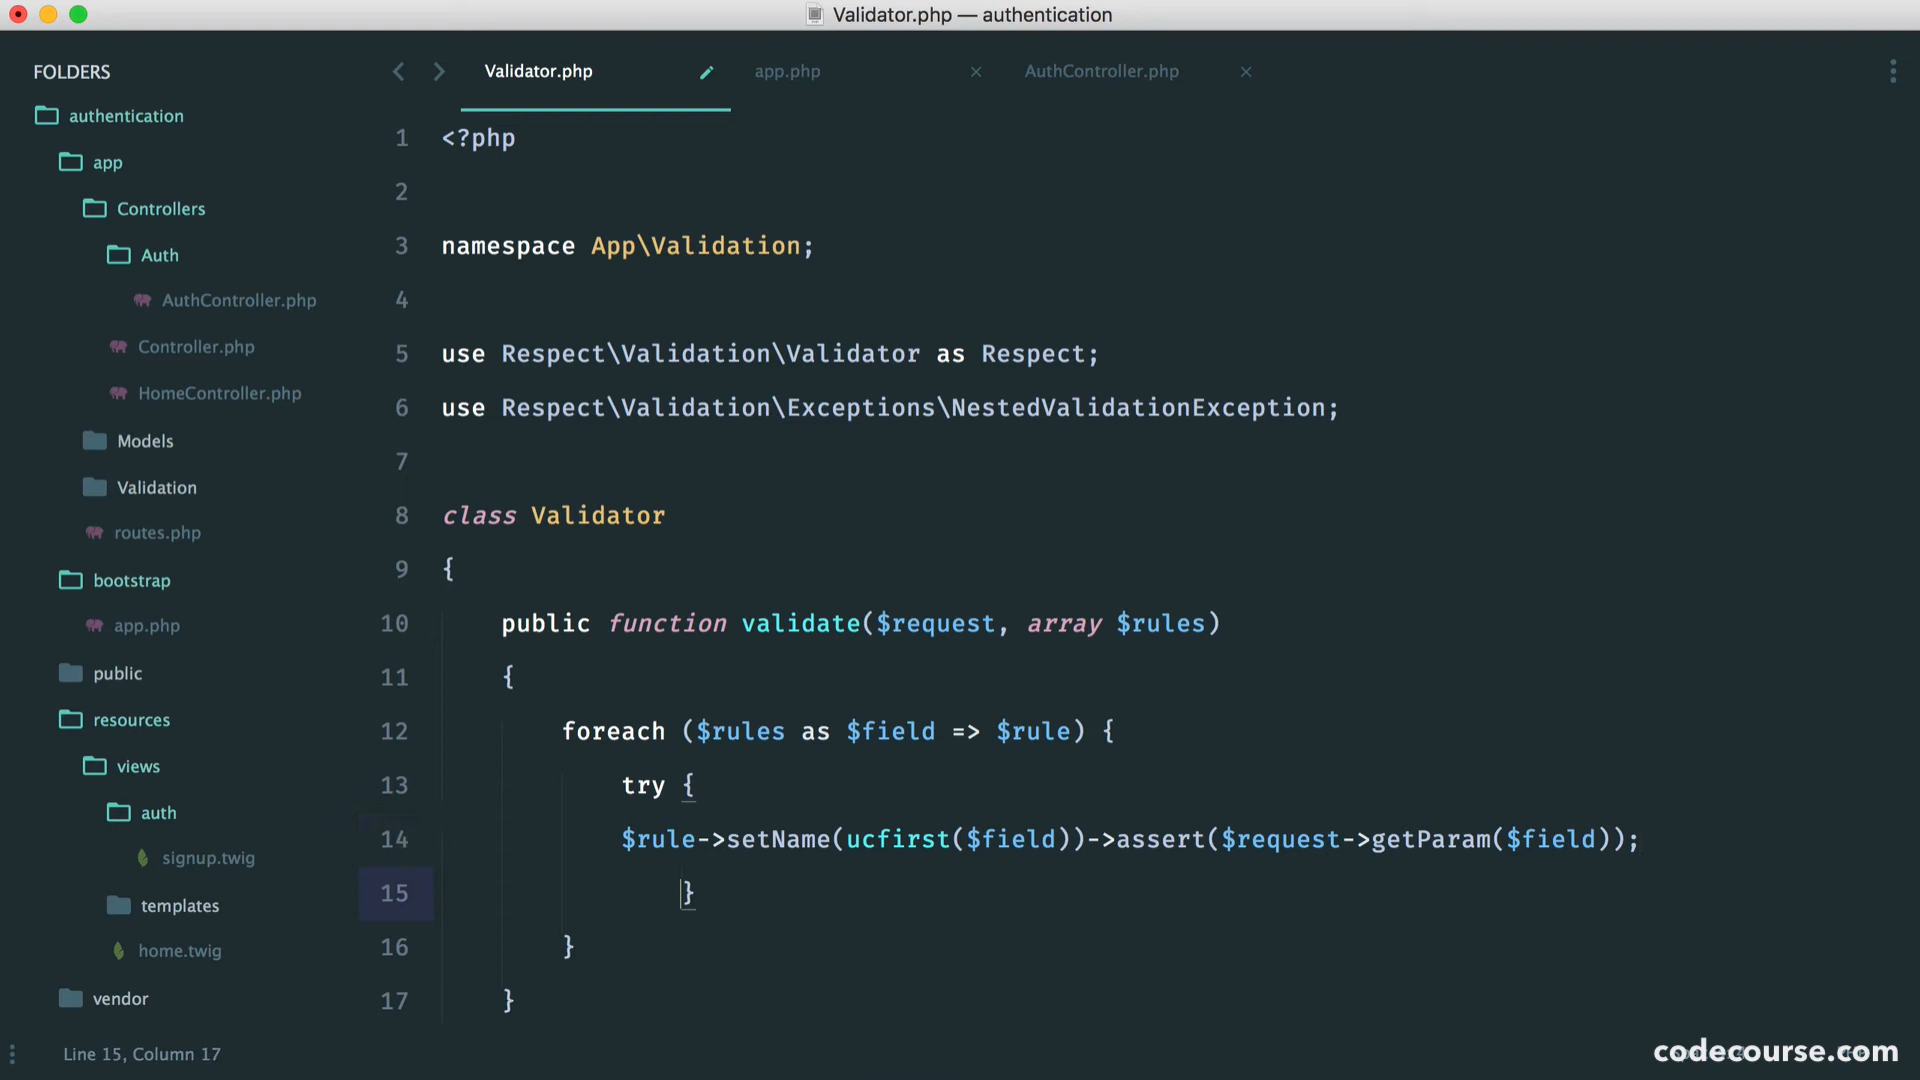 Validator.php — authentication
FOLDERS
authentication
app
Controllers
Auth
AuthController.php
Controller.php
HomeController.php
Models
Validation
routes.php
bootstrap
app.php
public
resources
views
auth
signup.twig
templates
home.twig
vendor
Validator.php app.php AuthController.php
1 <?php
2
3 namespace App\Validation;
4
5 use Respect\Validation\Validator as Respect;
6 use Respect\Validation\Exceptions\NestedValidationException;
7
8 class Validator
9 {
10 public function validate($request, array $rules)
11 {
12 foreach ($rules as $field => $rule) {
13 try {
14 $rule->setName(ucfirst($field))->assert($request->getParam($field));
15 }
16 }
17 }
Line 15, Column 17
codecourse.com